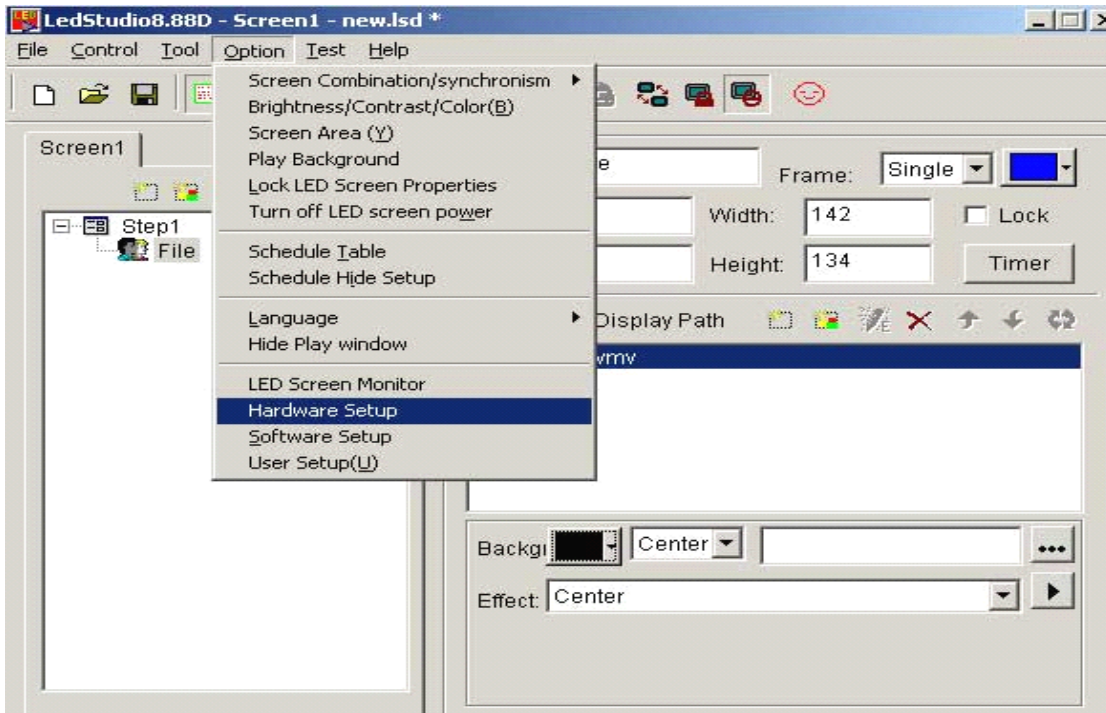 LedStudio8.88D - Screen1 - new.lsd *
File Control Tool Option Test Help
Screen Combination/synchronism
Brightness/Contrast/Color(B)
Screen Area (Y)
Play Background
Lock LED Screen Properties
Turn off LED screen power
Schedule Table
Schedule Hide Setup
Language
Hide Play window
LED Screen Monitor
Hardware Setup
Software Setup
User Setup(U)
Screen1
Step1
File
Frame: Single
Width: 142 Lock
Height: 134 Timer
Display Path
Center
Effect: Center